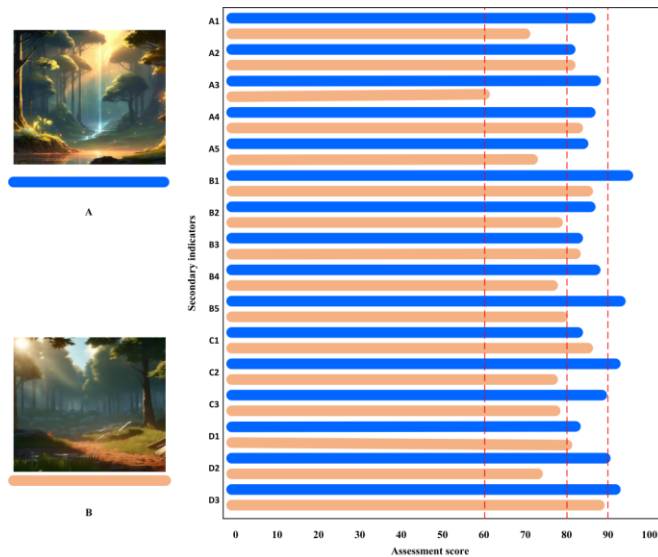 A
B
Secondary indicators
A1
A2
A3
A4
A5
B1
B2
B3
B4
B5
C1
C2
C3
D1
D2
D3
0 10 20 30 40 50 60 70 80 90 100
Assessment score